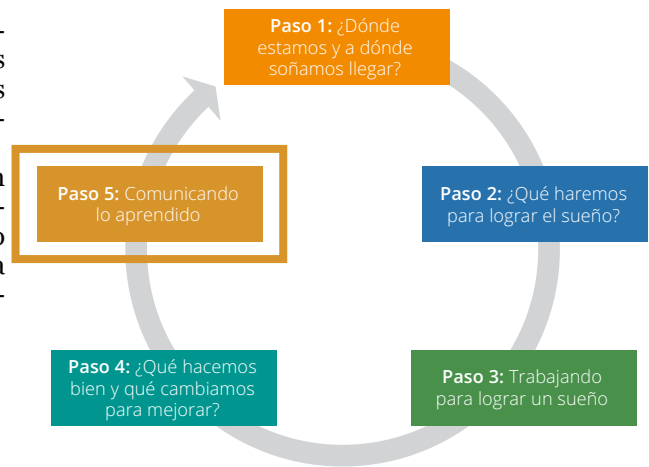 Paso 1: ¿Dónde
estamos y a dónde
soñamos llegar?
Paso 2: ¿Qué haremos
para lograr el sueño?
Paso 3: Trabajando
para lograr un sueño
Paso 4: ¿Qué hacemos
bien y qué cambiamos
para mejorar?
Paso 5: Comunicando
lo aprendido